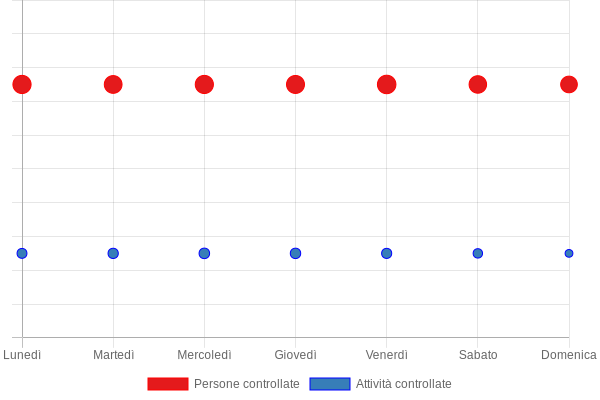 Lunedì Martedì Mercoledì Giovedì Venerdì Sabato Domenica
Persone controllate Attività controllate